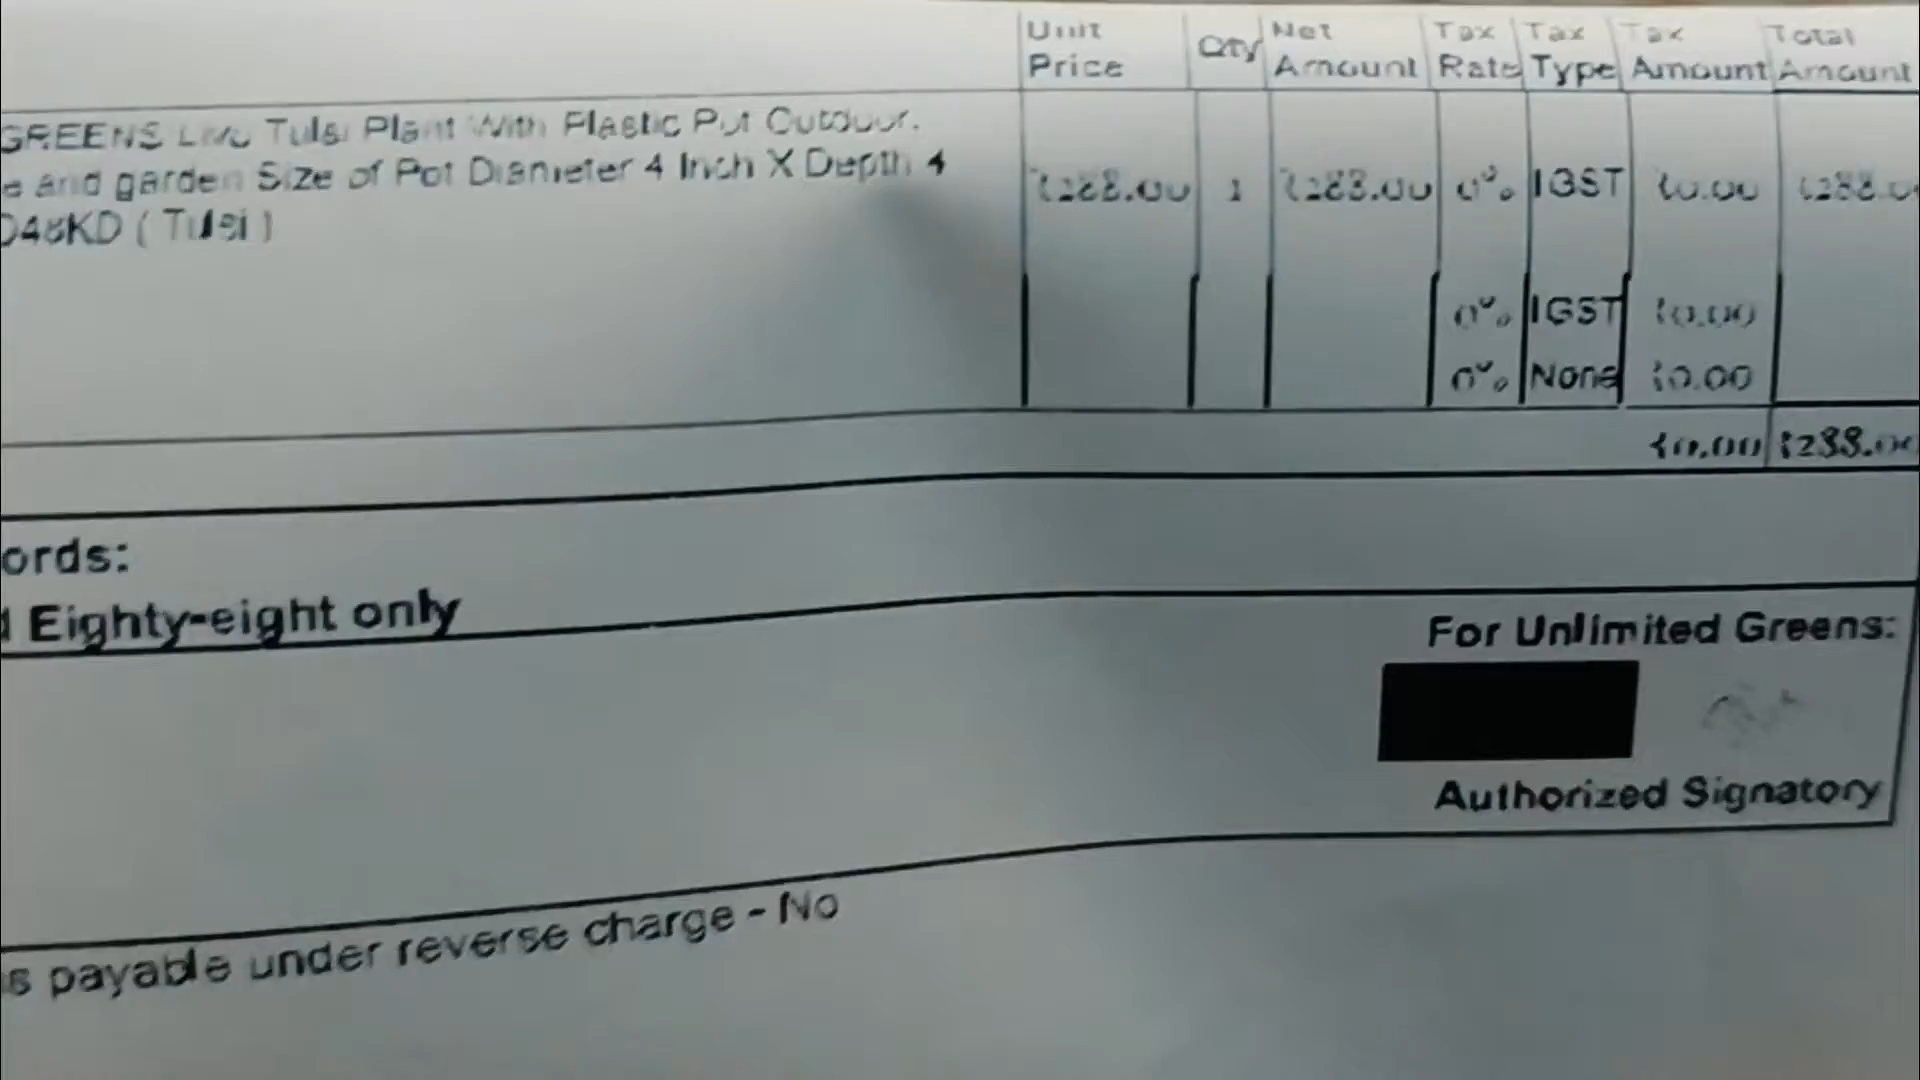 Unit Price Qty Net Amount Tax Rate Tax Type Tax Amount Total Amount
GREENS Live Tulsi Plant With Plastic Pot Outdoor,
e and garden Size of Pot Diameter 4 Inch X Depth 4
₹288.00 1 ₹288.00 0% IGST ₹0.00 ₹288.0
( Tulsi )
0% IGST ₹0.00
0% None ₹0.00
₹0.00 ₹288.00
ords:
Eighty-eight only
For Unlimited Greens:
Authorized Signatory
s payable under reverse charge - No